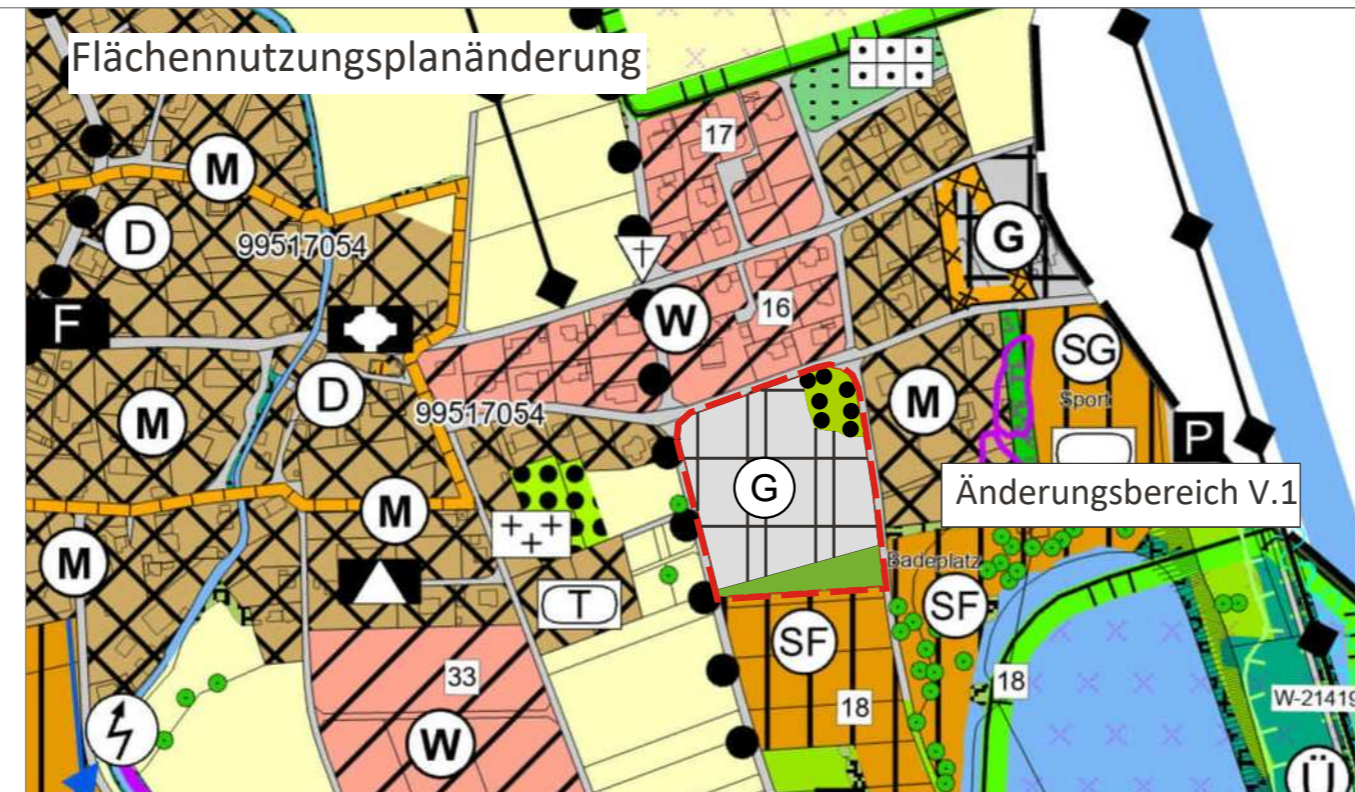 Flächennutzungsplanänderung
17
M
D
99517054
G
F
W
16
SG
Sport
M
D
99517054
M
P
G
Änderungsbereich V.1
M
M
Badeplatz
T
SF
SF
33
18
18
W-21419
W
Ü